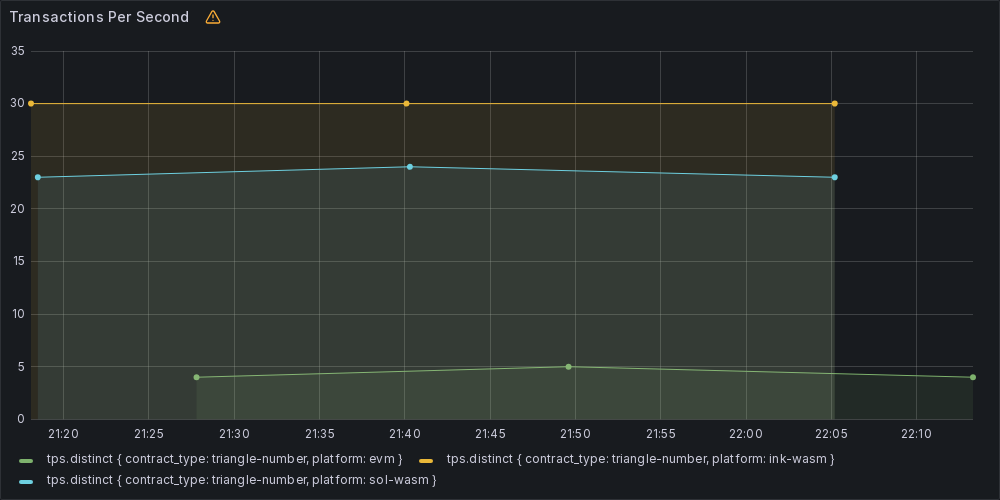 Transactions Per Second
35
30
25
20
15
10
5
0
21:20 21:25 21:30 21:35 21:40 21:45 21:50 21:55 22:00 22:05 22:10
tps.distinct { contract_type: triangle-number, platform: evm } tps.distinct { contract_type: triangle-number, platform: ink-wasm }
tps.distinct { contract_type: triangle-number, platform: sol-wasm }